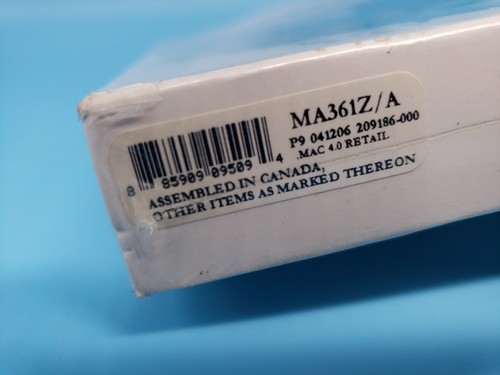 MA361Z/A
P9 041206 209186-000
.MAC 4.0 RETAIL
8 85909 09509 4
ASSEMBLED IN CANADA,
OTHER ITEMS AS MARKED THEREON